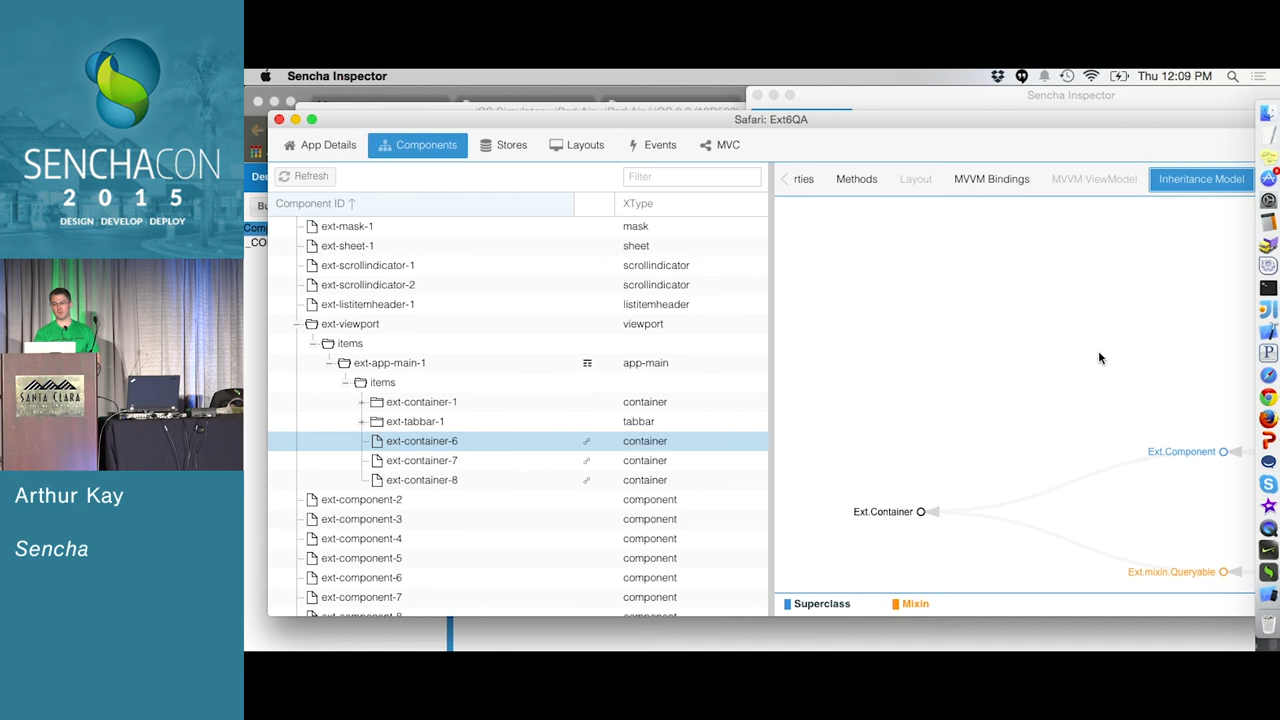 SENCHACON
2015
DESIGN | DEVELOP | DEPLOY
SANTA CLARA
Arthur Kay
Sencha
Sencha Inspector
Thu 12:09 PM
Sencha Inspector
Safari: Ext6QA
App Details
Components
Stores
Layouts
Events
MVC
Refresh
Filter
rties
Methods
Layout
MVVM Bindings
MVVM ViewModel
Inheritance Model
Component ID
XType
ext-mask-1 mask
ext-sheet-1 sheet
ext-scrollindicator-1 scrollindicator
ext-scrollindicator-2 scrollindicator
ext-listitemheader-1 listitemheader
ext-viewport viewport
items
ext-app-main-1 app-main
items
ext-container-1 container
ext-tabbar-1 tabbar
ext-container-6 container
ext-container-7 container
ext-container-8 container
ext-component-2 component
ext-component-3 component
ext-component-4 component
ext-component-5 component
ext-component-6 component
ext-component-7 component
Ext.Component
Ext.Container
Ext.mixin.Queryable
Superclass
Mixin